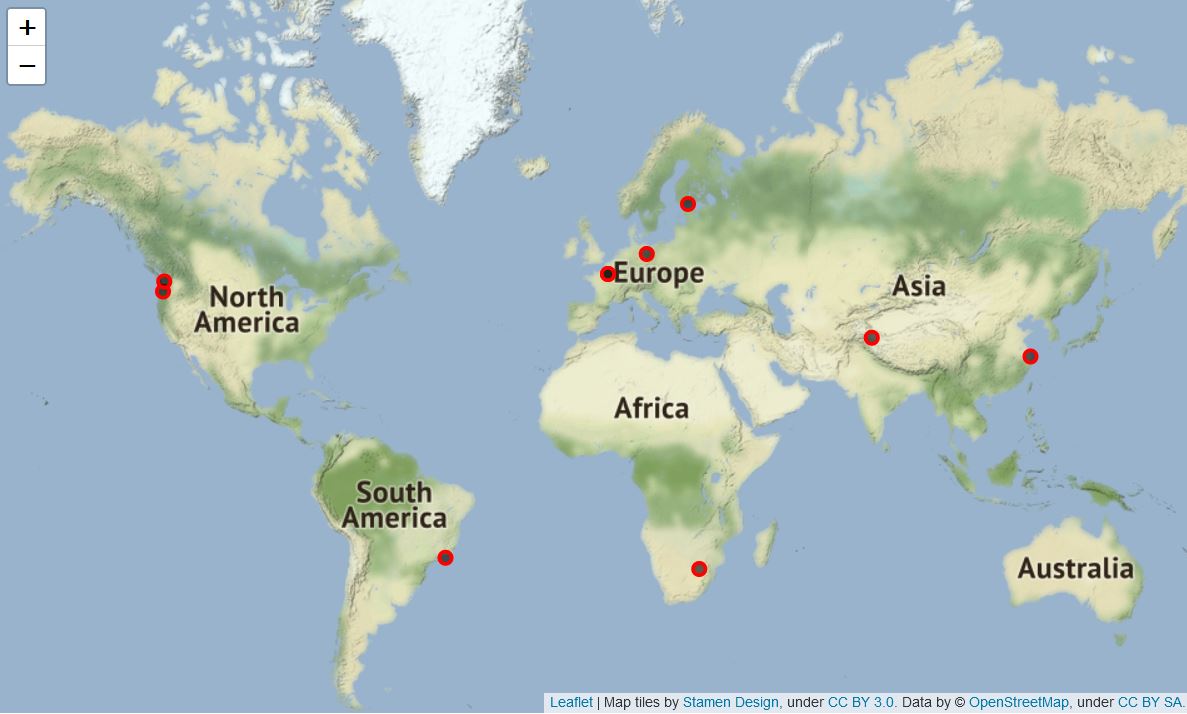 +
−
Europe
North
America
Asia
Africa
South
America
Australia
Leaflet | Map tiles by Stamen Design, under CC BY 3.0. Data by © OpenStreetMap, under CC BY SA.